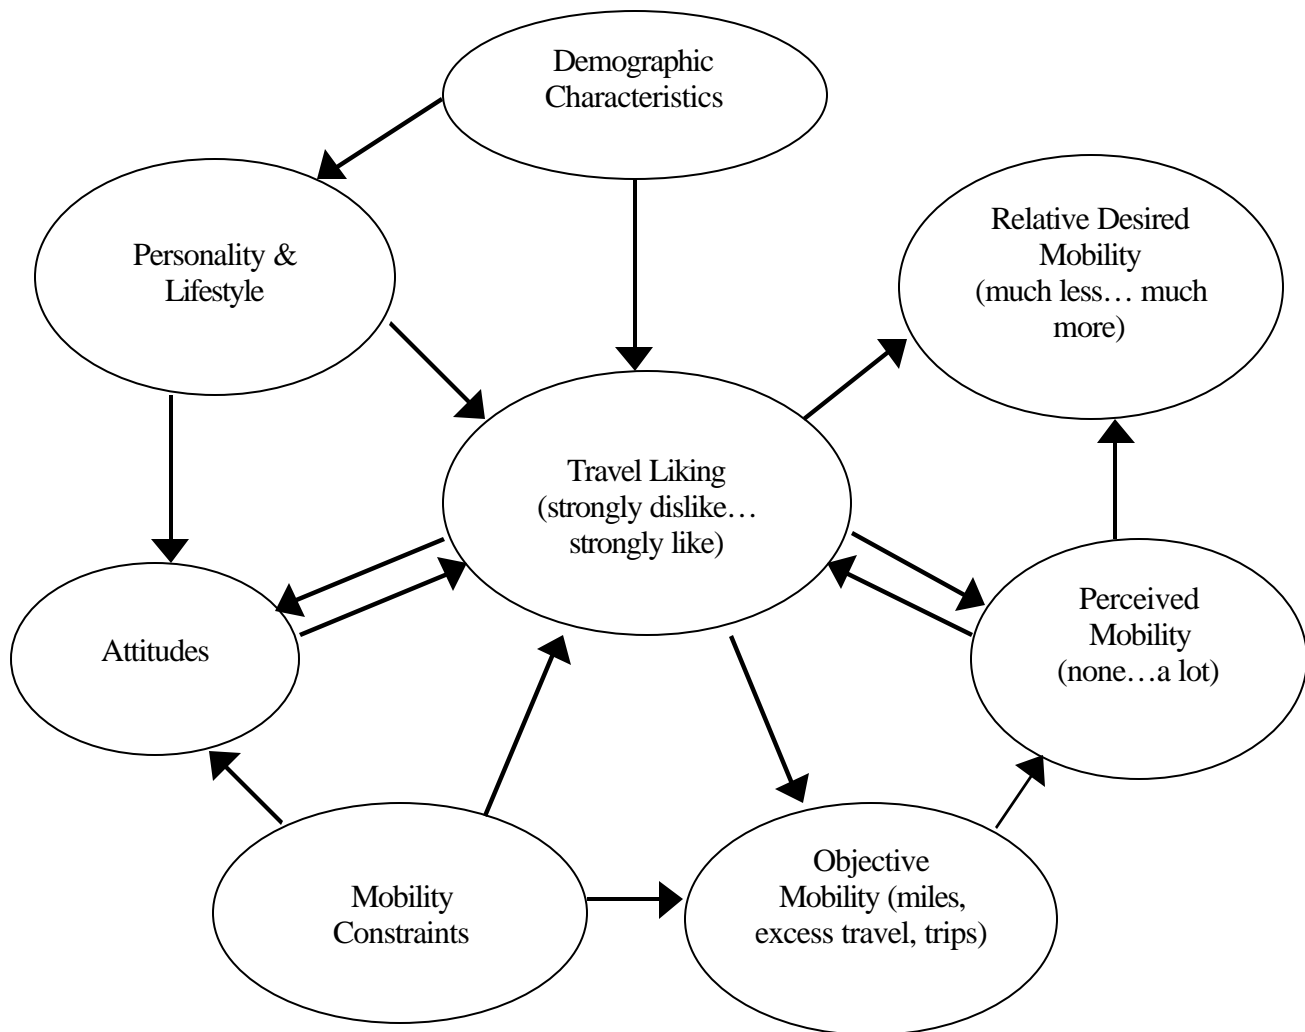 Demographic
Characteristics
Personality &
Lifestyle
Relative Desired
Mobility
(much less… much
more)
Travel Liking
(strongly dislike…
strongly like)
Attitudes
Perceived
Mobility
(none…a lot)
Mobility
Constraints
Objective
Mobility (miles,
excess travel, trips)